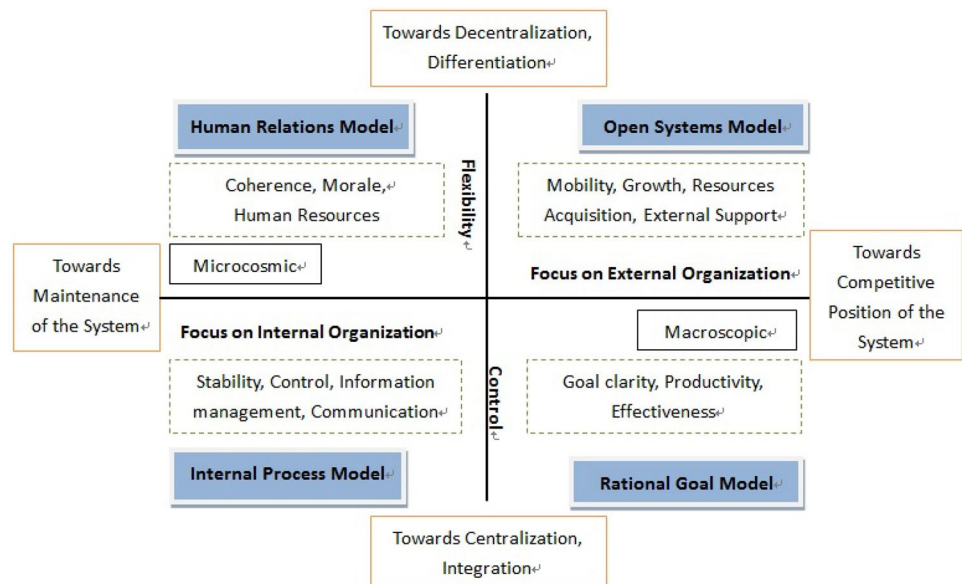 Towards Decentralization,
Differentiation↵
Human Relations Model↵
Open Systems Model↵
Flexibility↵
Coherence, Morale,↵
Human Resources
Mobility, Growth, Resources
Acquisition, External Support↵
Towards
Maintenance
of the System↵
Microcosmic↵
Focus on External Organization↵
Towards
Competitive
Position of the
System↵
Focus on Internal Organization↵
Macroscopic↵
Control↵
Stability, Control, Information
management, Communication↵
Goal clarity, Productivity,
Effectiveness↵
Internal Process Model↵
Rational Goal Model↵
Towards Centralization,
Integration↵